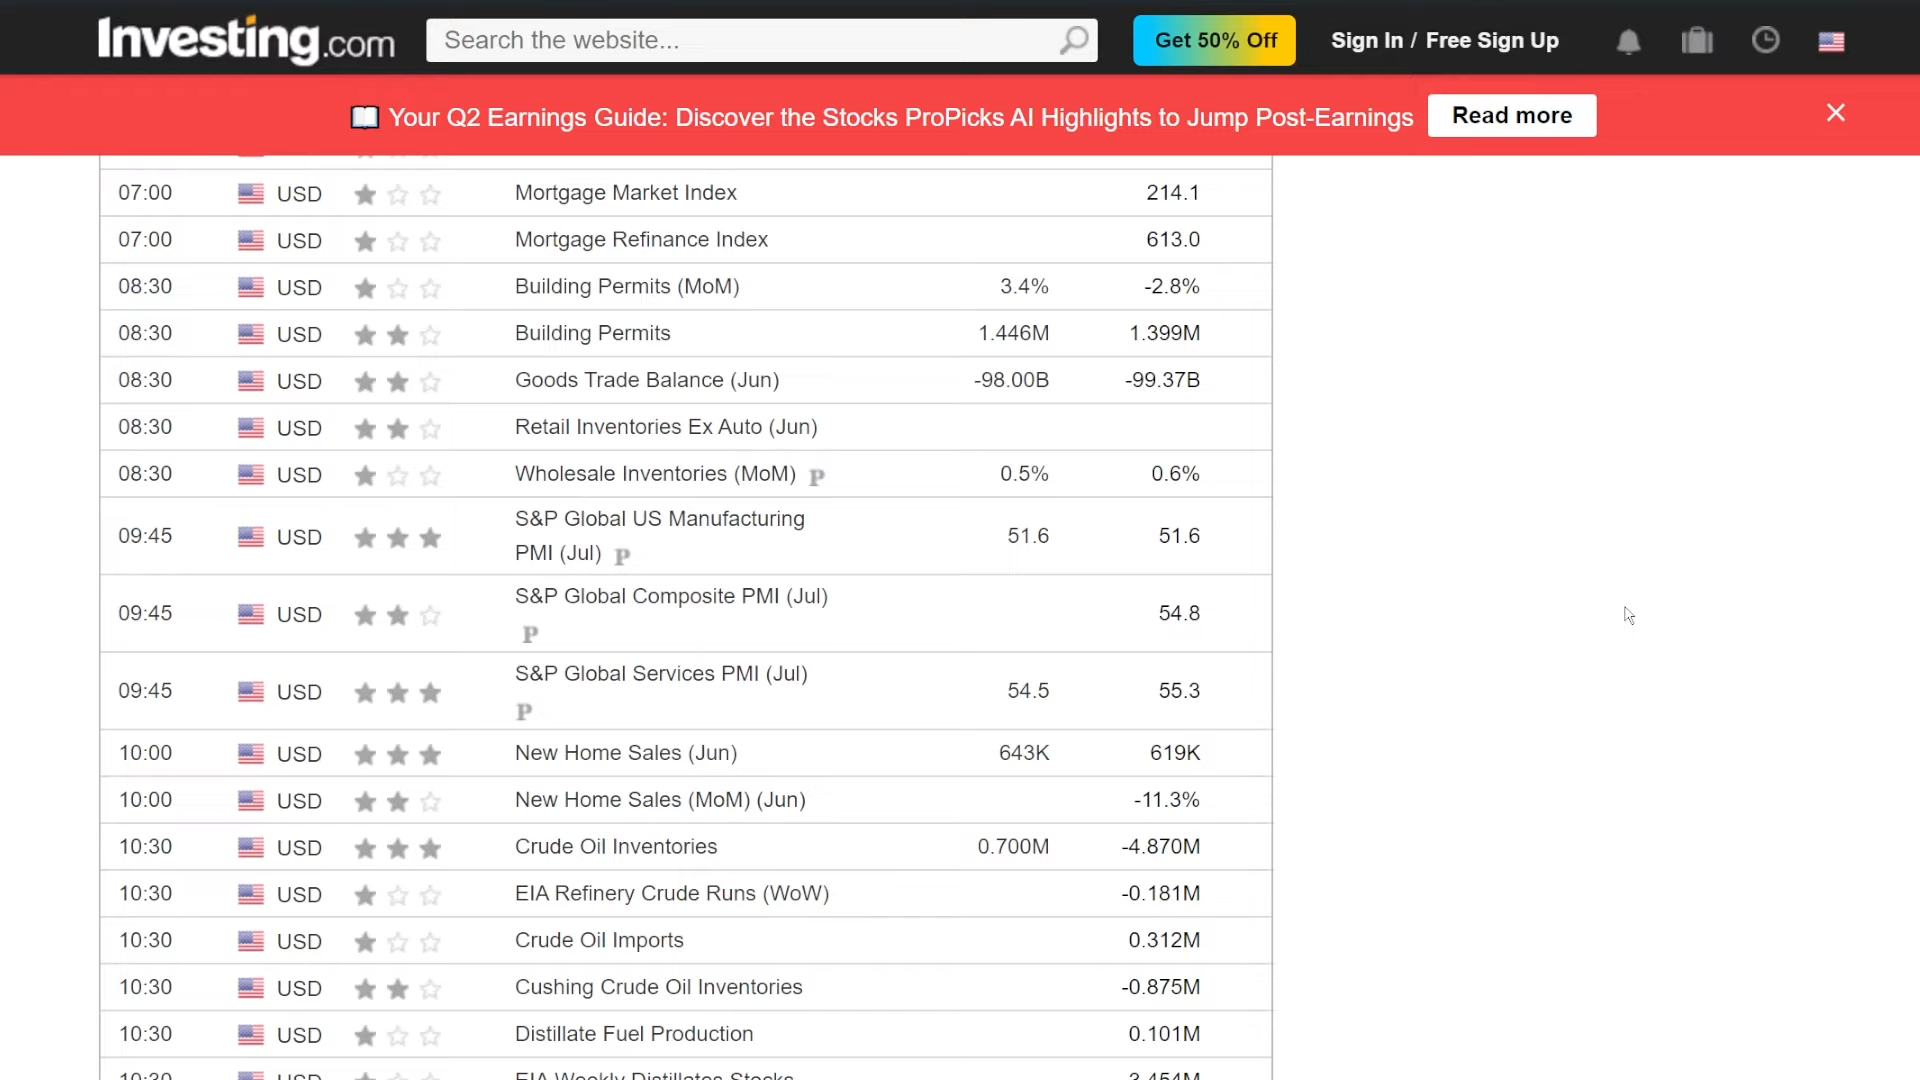 Investing.com
Search the website...
Get 50% Off
Sign In / Free Sign Up
Your Q2 Earnings Guide: Discover the Stocks ProPicks AI Highlights to Jump Post-Earnings
Read more
07:00 USD Mortgage Market Index 214.1
07:00 USD Mortgage Refinance Index 613.0
08:30 USD Building Permits (MoM) 3.4% -2.8%
08:30 USD Building Permits 1.446M 1.399M
08:30 USD Goods Trade Balance (Jun) -98.00B -99.37B
08:30 USD Retail Inventories Ex Auto (Jun)
08:30 USD Wholesale Inventories (MoM) P 0.5% 0.6%
09:45 USD S&P Global US Manufacturing
PMI (Jul) P 51.6 51.6
09:45 USD S&P Global Composite PMI (Jul)
P 54.8
09:45 USD S&P Global Services PMI (Jul)
P 54.5 55.3
10:00 USD New Home Sales (Jun) 643K 619K
10:00 USD New Home Sales (MoM) (Jun) -11.3%
10:30 USD Crude Oil Inventories 0.700M -4.870M
10:30 USD EIA Refinery Crude Runs (WoW) -0.181M
10:30 USD Crude Oil Imports 0.312M
10:30 USD Cushing Crude Oil Inventories -0.875M
10:30 USD Distillate Fuel Production 0.101M
10:30 USD EIA Weekly Distillates Stocks 3.454M